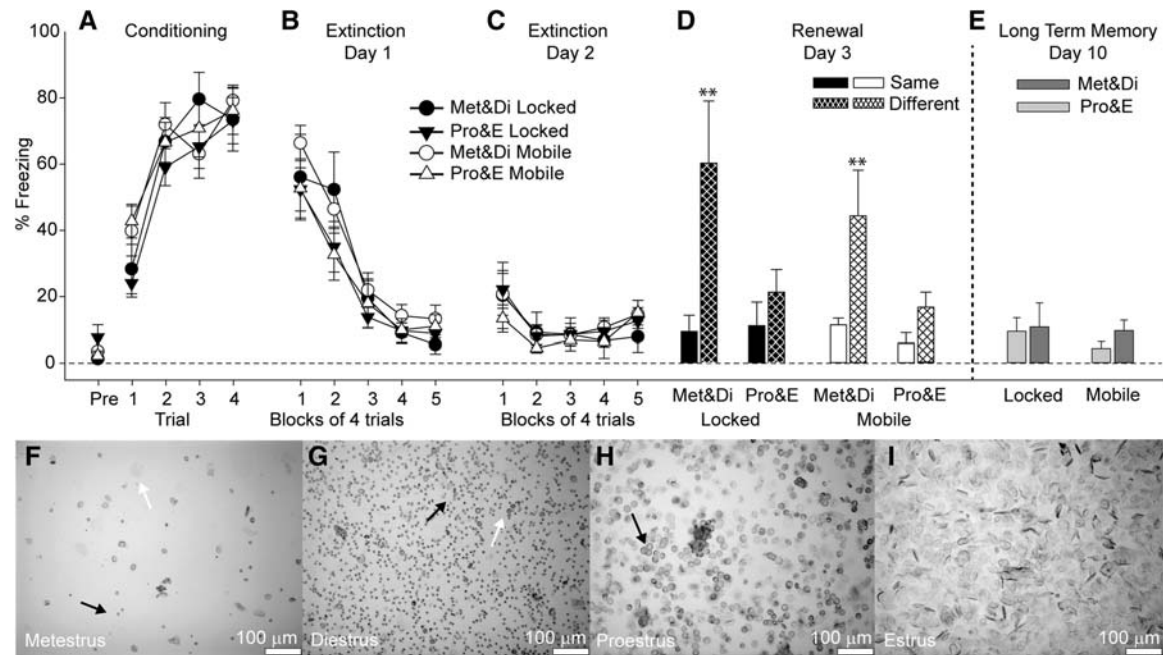 A
Conditioning
B
Extinction
Day 1
C
Extinction
Day 2
D
Renewal
Day 3
E
Long Term Memory
Day 10
% Freezing
100
80
60
40
20
0
Met&Di Locked
Pro&E Locked
Met&Di Mobile
Pro&E Mobile
Same
Different
** **
Met&Di
Pro&E
Pre 1 2 3 4
Trial
1 2 3 4 5
Blocks of 4 trials
1 2 3 4 5
Blocks of 4 trials
Met&Di Pro&E Met&Di Pro&E
Locked Mobile
Locked Mobile
F
Metestrus
100 μm
G
Diestrus
100 μm
H
Proestrus
100 μm
I
Estrus
100 μm